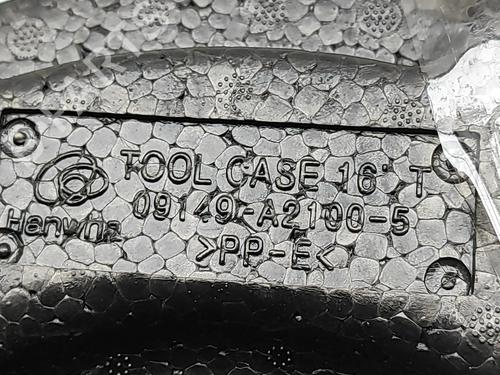 TOOL CASE 16" T
Hanwha
09149-A2100-5
>PP-E<